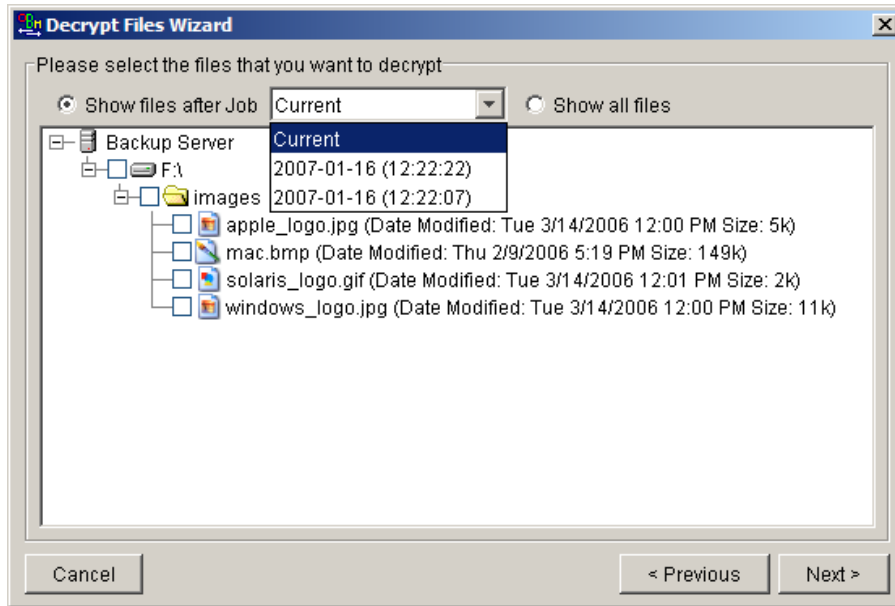 Decrypt Files Wizard
Please select the files that you want to decrypt
Show files after Job Current Show all files
Current
2007-01-16 (12:22:22)
2007-01-16 (12:22:07)
Backup Server
F:\
images
apple_logo.jpg (Date Modified: Tue 3/14/2006 12:00 PM Size: 5k)
mac.bmp (Date Modified: Thu 2/9/2006 5:19 PM Size: 149k)
solaris_logo.gif (Date Modified: Tue 3/14/2006 12:01 PM Size: 2k)
windows_logo.jpg (Date Modified: Tue 3/14/2006 12:00 PM Size: 11k)
Cancel < Previous Next >